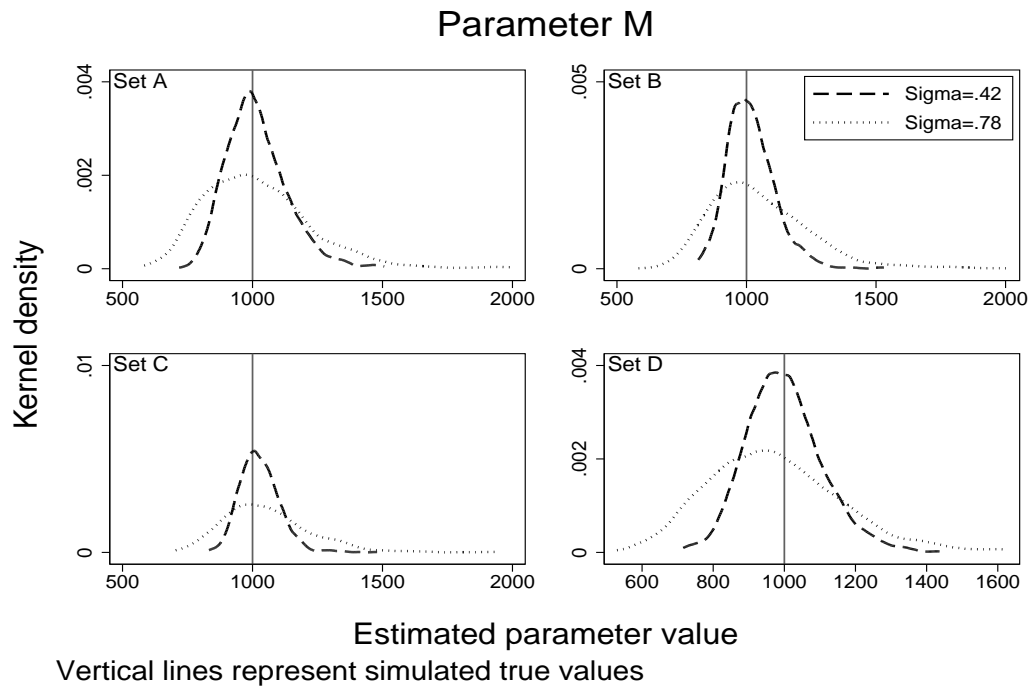 Parameter M
Set A
.004
.002
0
500 1000 1500 2000
Set B
Sigma=.42
Sigma=.78
.005
0
500 1000 1500 2000
Set C
.01
0
500 1000 1500 2000
Set D
.004
.002
0
600 800 1000 1200 1400 1600
Kernel density
Estimated parameter value
Vertical lines represent simulated true values